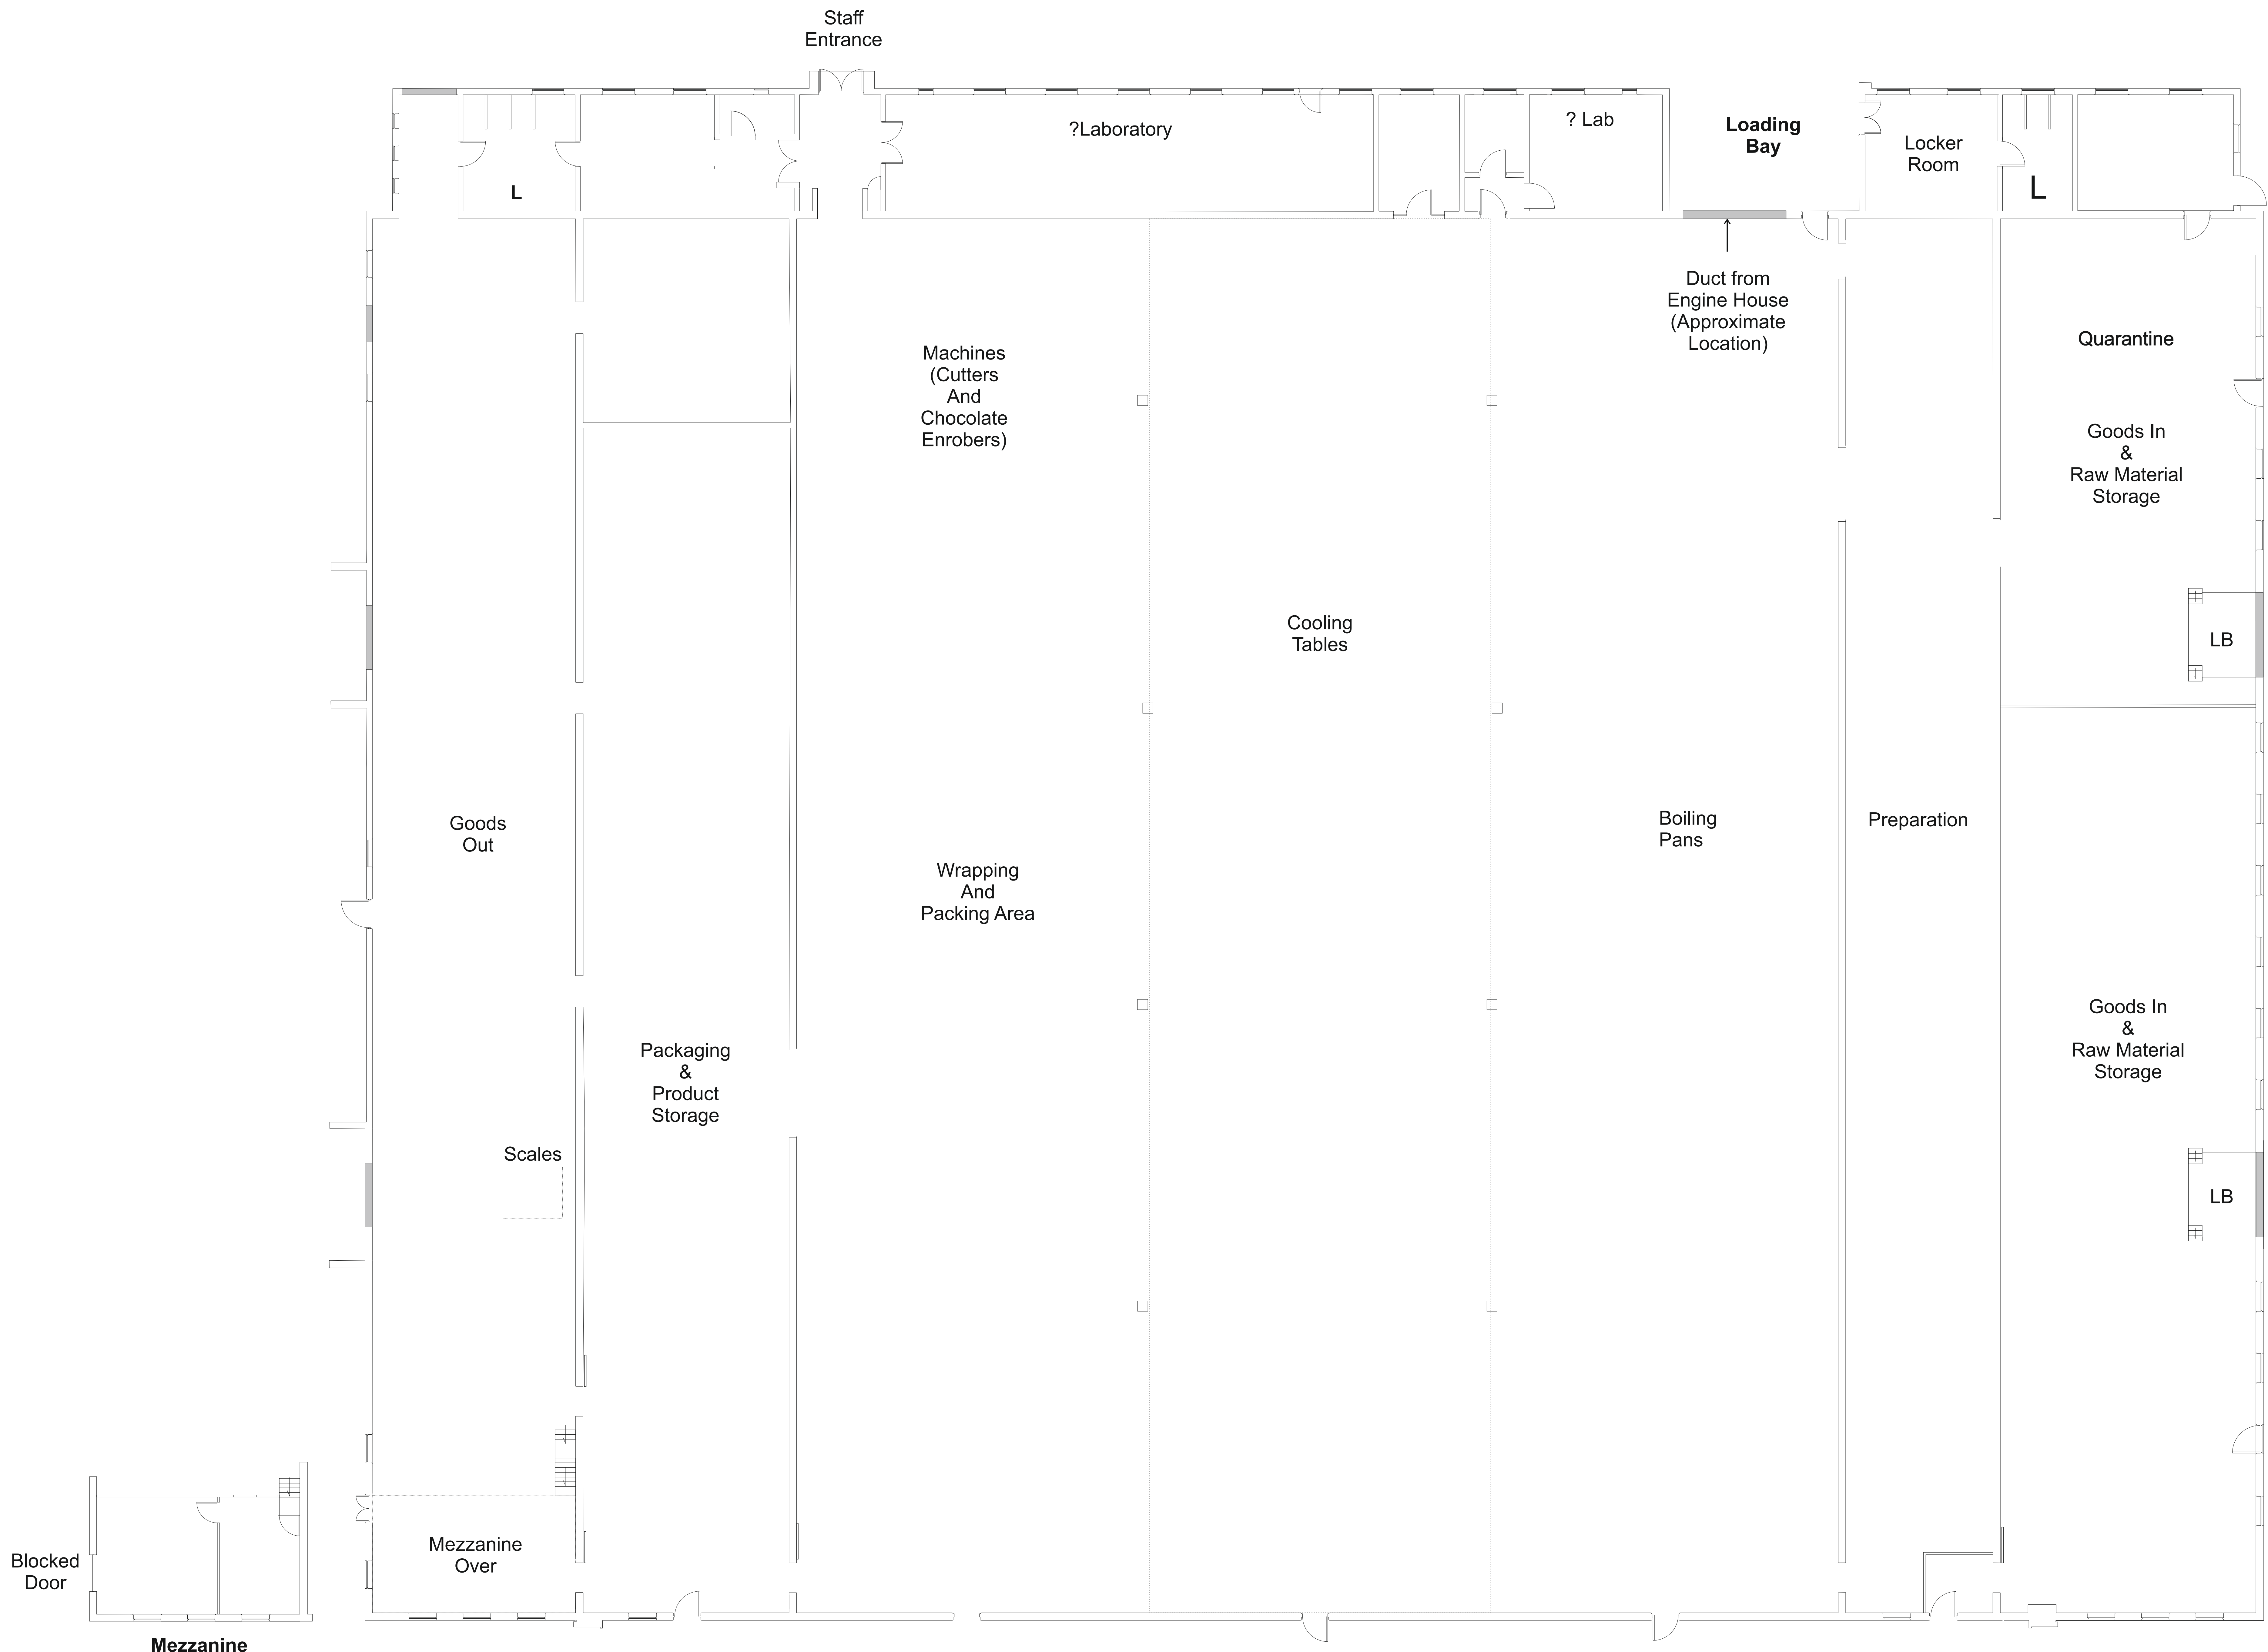 Staff
Entrance
?Laboratory
? Lab
Loading
Bay
Locker
Room
L
L
Duct from
Engine House
(Approximate
Location)
Quarantine
Machines
(Cutters
And
Chocolate
Enrobers)
Goods In
&
Raw Material
Storage
Cooling
Tables
LB
Goods
Out
Boiling
Pans
Preparation
Wrapping
And
Packing Area
Goods In
&
Raw Material
Storage
Packaging
&
Product
Storage
Scales
LB
Mezzanine
Over
Blocked
Door
Mezzanine